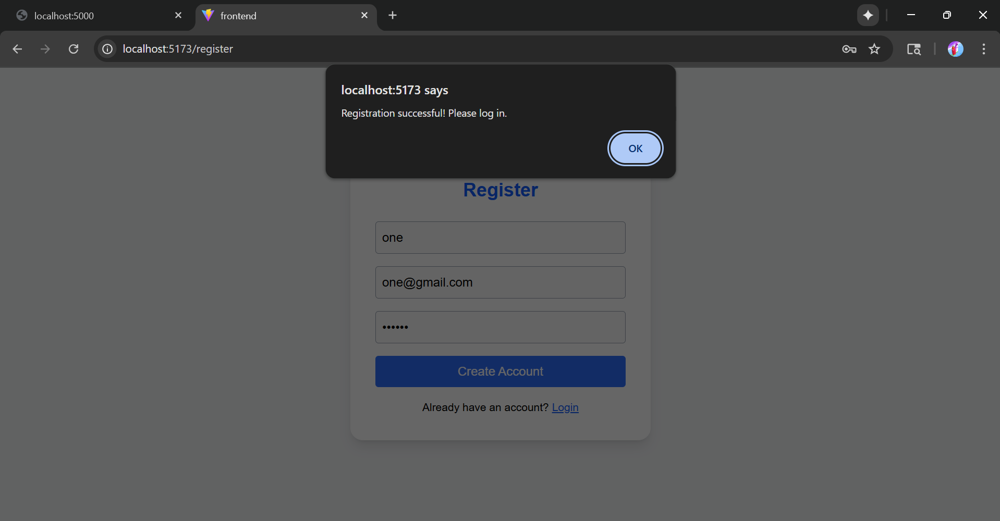 localhost:5000
frontend
localhost:5173/register
localhost:5173 says
Registration successful! Please log in.
OK
Register
one
one@gmail.com
••••••
Create Account
Already have an account? Login